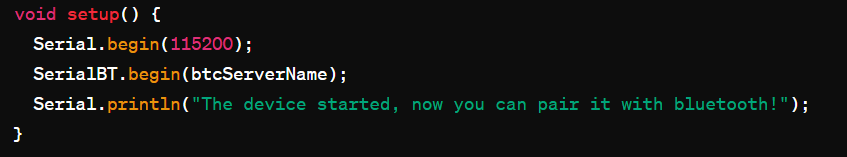 void setup() {
  Serial.begin(115200);
  SerialBT.begin(btcServerName);
  Serial.println("The device started, now you can pair it with bluetooth!");
}